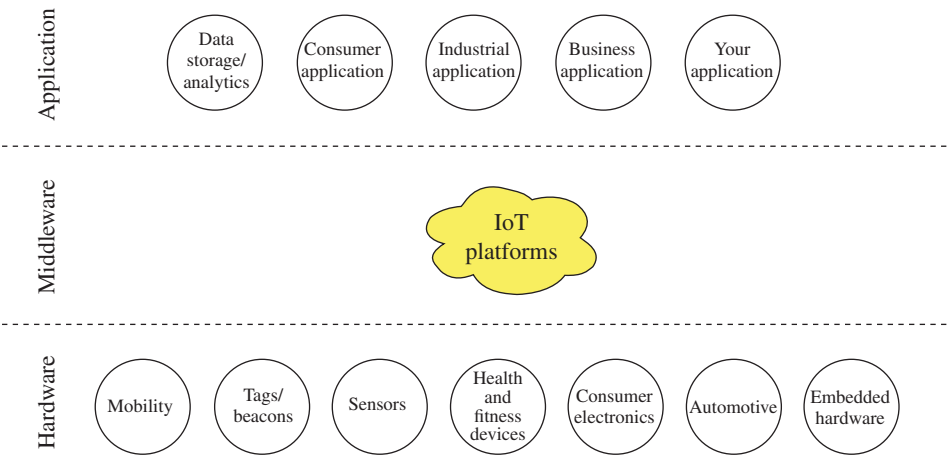 Application
Data
storage/
analytics
Consumer
application
Industrial
application
Business
application
Your
application
Middleware
IoT
platforms
Hardware
Mobility
Tags/
beacons
Sensors
Health
and
fitness
devices
Consumer
electronics
Automotive
Embedded
hardware